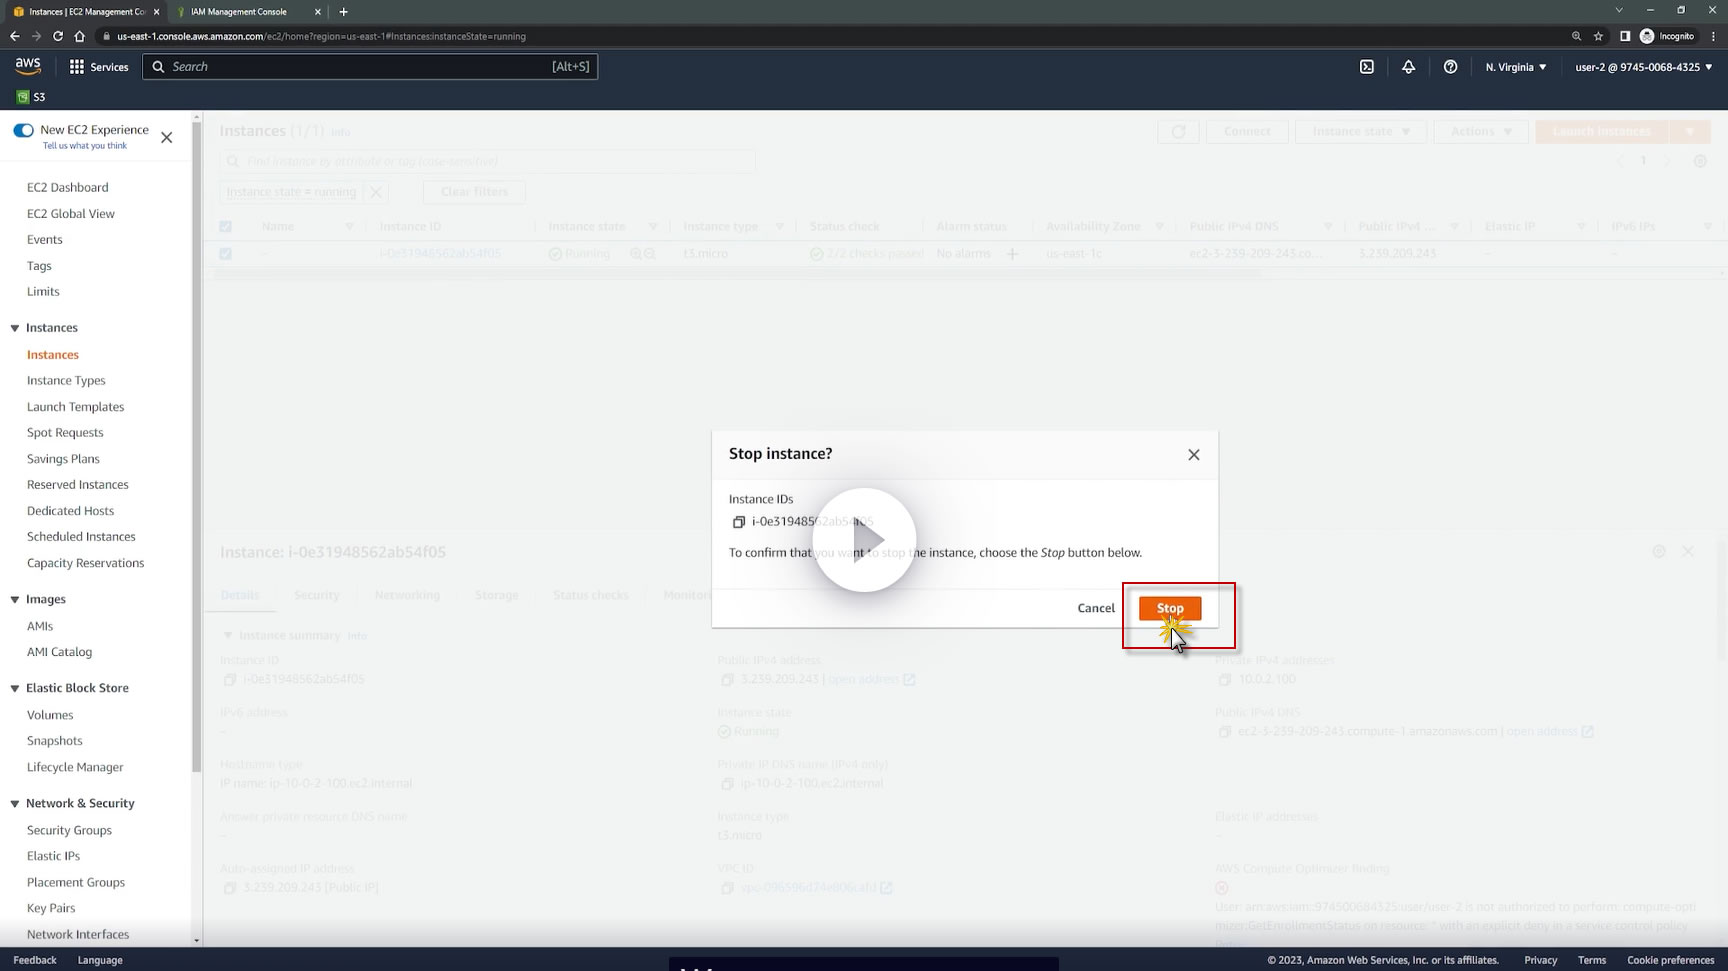 Instances | EC2 Management Co
IAM Management Console
us-east-1.console.aws.amazon.com/ec2/home?region=us-east-1#Instances:instanceState=running
Incognito
aws
Services
Search
[Alt+S]
N. Virginia
user-2 @ 9745-0068-4325
S3
New EC2 Experience
Tell us what you think
EC2 Dashboard
EC2 Global View
Events
Tags
Limits
Instances
Instances
Instance Types
Launch Templates
Spot Requests
Savings Plans
Reserved Instances
Dedicated Hosts
Scheduled Instances
Capacity Reservations
Images
AMIs
AMI Catalog
Elastic Block Store
Volumes
Snapshots
Lifecycle Manager
Network & Security
Security Groups
Elastic IPs
Placement Groups
Key Pairs
Network Interfaces
Instances (1/1) Info
Connect
Instance state
Actions
Launch instances
Find instance by attribute or tag (case-sensitive)
1
Instance state = running
Clear filters
Name Instance ID Instance state Instance type Status check Alarm status Availability Zone Public IPv4 DNS Public IPv4 ... Elastic IP IPv6 IPs
– i-0e31948562ab54f05 Running t3.micro 2/2 checks passed No alarms + us-east-1c ec2-3-239-209-243.co... 3.239.209.243 – –
Stop instance?
Instance IDs
i-0e31948562ab54f05
To confirm that you want to stop the instance, choose the Stop button below.
Cancel
Stop
Instance: i-0e31948562ab54f05
Details Security Networking Storage Status checks Monitori
Instance summary Info
Instance ID
i-0e31948562ab54f05
Public IPv4 address
3.239.209.243 | open address
Private IPv4 addresses
10.0.2.100
IPv6 address
–
Instance state
Running
Public IPv4 DNS
ec2-3-239-209-243.compute-1.amazonaws.com | open address
Hostname type
IP name: ip-10-0-2-100.ec2.internal
Private IP DNS name (IPv4 only)
ip-10-0-2-100.ec2.internal
Answer private resource DNS name
–
Instance type
t3.micro
Elastic IP addresses
–
Auto-assigned IP address
3.239.209.243 [Public IP]
VPC ID
AWS Compute Optimizer finding
User: arn:aws:iam::974500684325:user/user-2 is not authorized to perform: compute-opti
mizer:GetEnrollmentStatus on resource: * with an explicit deny in a service control policy
Feedback
Language
© 2023, Amazon Web Services, Inc. or its affiliates.
Privacy
Terms
Cookie preferences